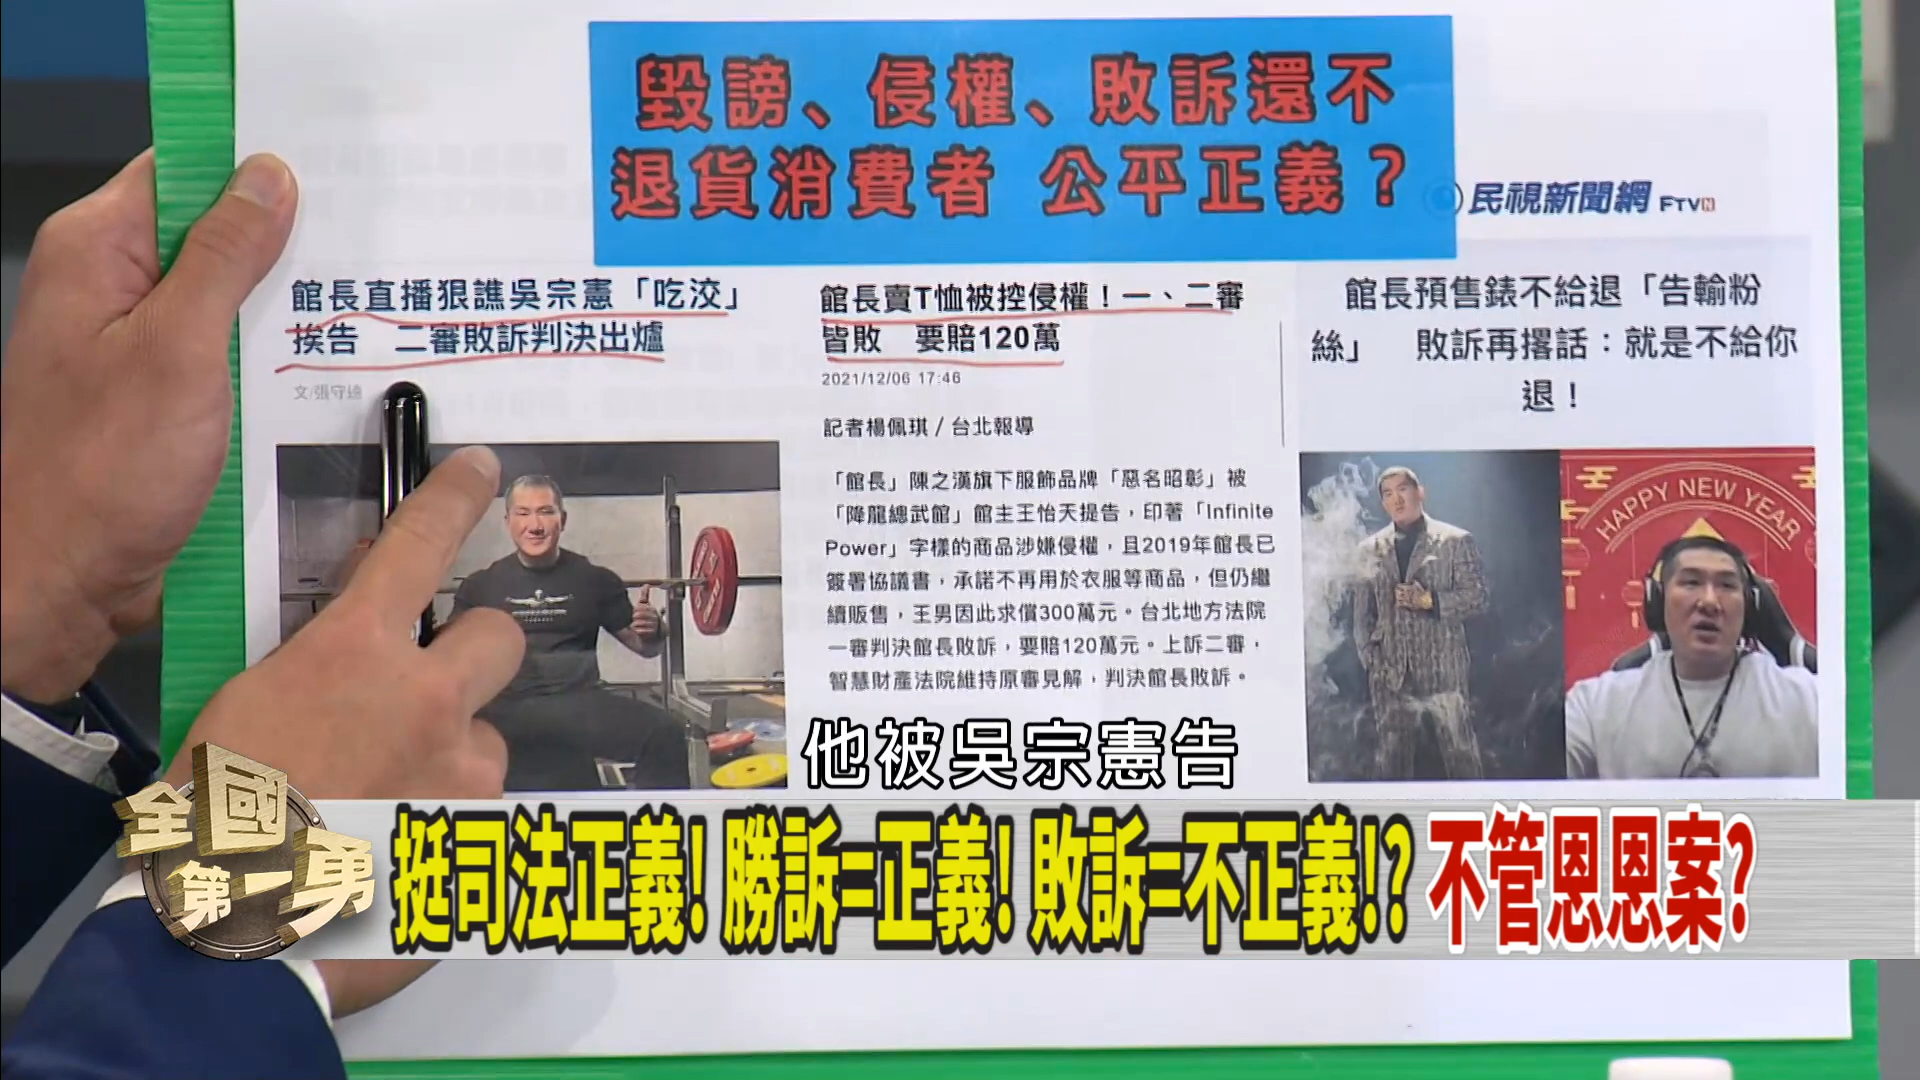 毀謗、侵權、敗訴還不
退貨消費者 公平正義？
民視新聞網 FTVN
館長直播狠譙吳宗憲「吃洨」
挨告 二審敗訴判決出爐
文/張守逵
館長賣T恤被控侵權！一、二審
皆敗 要賠120萬
2021/12/06 17:46
記者楊佩琪 / 台北報導
「館長」陳之漢旗下服飾品牌「惡名昭彰」被
「降龍總武館」館主王怡天提告，印著「Infinite
Power」字樣的商品涉嫌侵權，且2019年館長已
簽署協議書，承諾不再用於衣服等商品，但仍繼
續販售，王男因此求償300萬元。台北地方法院
一審判決館長敗訴，要賠120萬元。上訴二審，
智慧財產法院維持原審見解，判決館長敗訴。
館長預售錶不給退「告輸粉
絲」 敗訴再撂話：就是不給你
退！
HAPPY NEW YEAR
他被吳宗憲告
全國
第一勇
挺司法正義! 勝訴=正義! 敗訴=不正義!? 不管恩恩案?